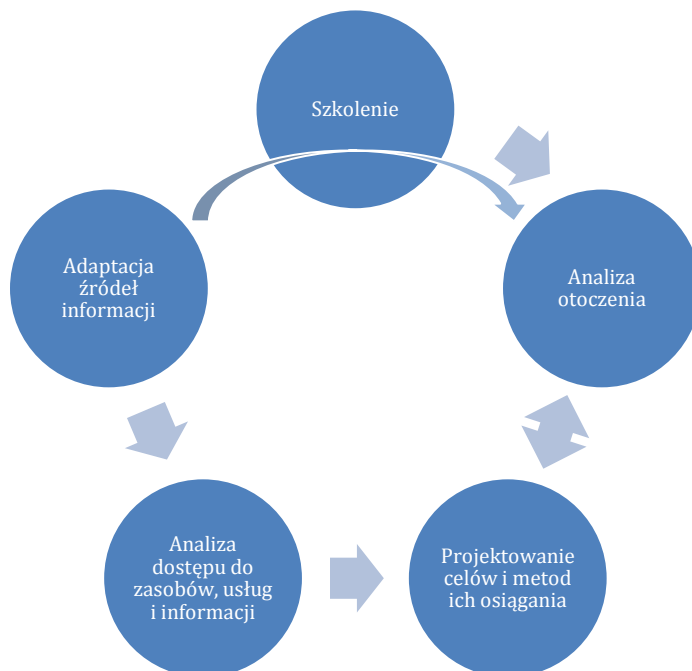 Szkolenie
Adaptacja
źródeł
informacji
Analiza
otoczenia
Analiza
dostępu do
zasobów, usług
i informacji
Projektowanie
celów i metod
ich osiągania